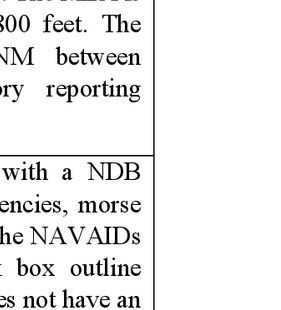 800 feet. The
NM between
ory reporting
with a NDB
encies, morse
he NAVAIDs
box outline
es not have an